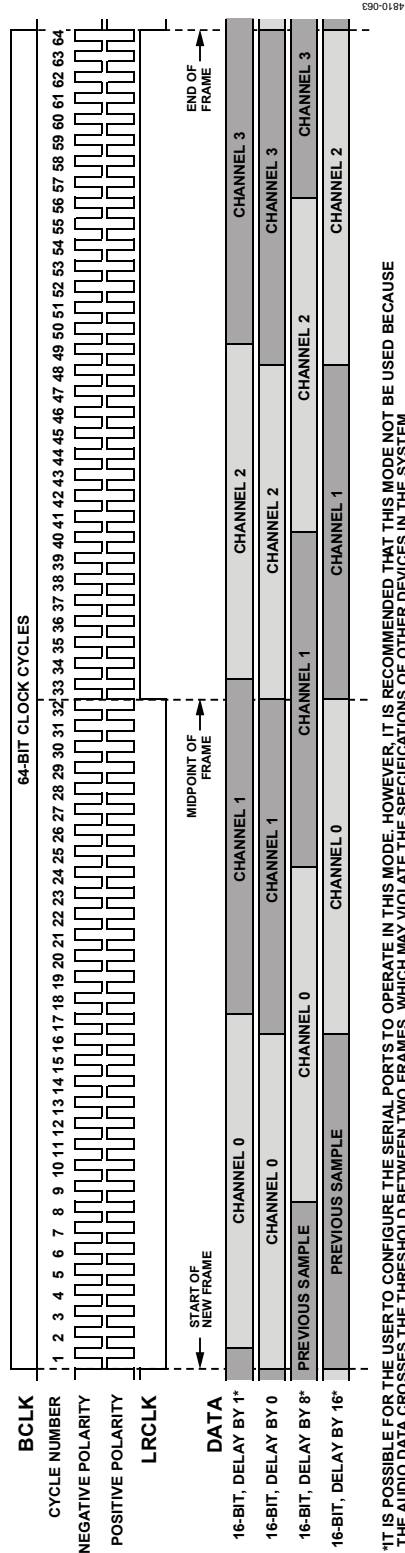 64-BIT CLOCK CYCLES
BCLK
CYCLE NUMBER 1 2 3 4 5 6 7 8 9 10 11 12 13 14 15 16 17 18 19 20 21 22 23 24 25 26 27 28 29 30 31 32 33 34 35 36 37 38 39 40 41 42 43 44 45 46 47 48 49 50 51 52 53 54 55 56 57 58 59 60 61 62 63 64
NEGATIVE POLARITY
POSITIVE POLARITY
LRCLK
START OF
NEW FRAME
MIDPOINT OF
FRAME
END OF
FRAME
DATA
16-BIT, DELAY BY 1* CHANNEL 0 CHANNEL 1 CHANNEL 2 CHANNEL 3
16-BIT, DELAY BY 0 CHANNEL 0 CHANNEL 1 CHANNEL 2 CHANNEL 3
16-BIT, DELAY BY 8* PREVIOUS SAMPLE CHANNEL 0 CHANNEL 1 CHANNEL 2 CHANNEL 3
16-BIT, DELAY BY 16* PREVIOUS SAMPLE CHANNEL 0 CHANNEL 1 CHANNEL 2
*IT IS POSSIBLE FOR THE USER TO CONFIGURE THE SERIAL PORTS TO OPERATE IN THIS MODE. HOWEVER, IT IS RECOMMENDED THAT THIS MODE NOT BE USED BECAUSE
THE AUDIO DATA CROSSES THE THRESHOLD BETWEEN TWO FRAMES, WHICH MAY VIOLATE THE SPECIFICATIONS OF OTHER DEVICES IN THE SYSTEM.
4810-063